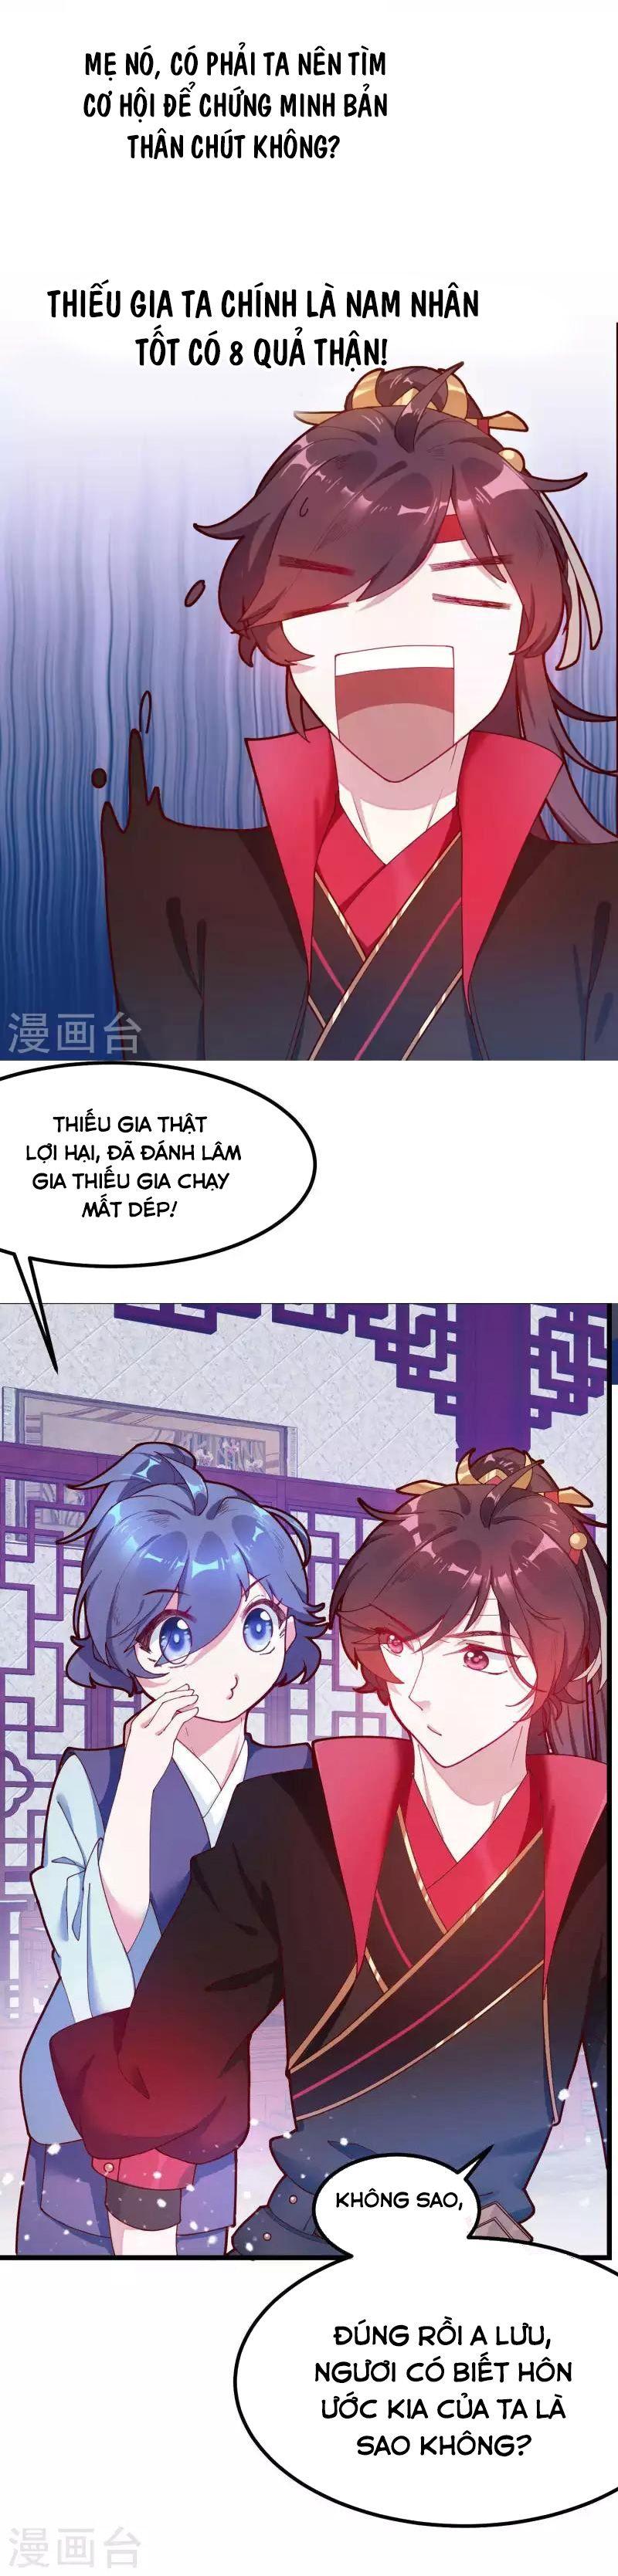 MẸ NÓ, CÓ PHẢI TA NÊN TÌM
CƠ HỘI ĐỂ CHỨNG MINH BẢN
THÂN CHÚT KHÔNG?
THIẾU GIA TA CHÍNH LÀ NAM NHÂN
TỐT CÓ 8 QUẢ THẬN!
漫画台
THIẾU GIA THẬT
LỢI HẠI, ĐÃ ĐÁNH LÂM
GIA THIẾU GIA CHẠY
MẤT DÉP!
KHÔNG SAO,
ĐÚNG RỒI A LƯU,
NGƯƠI CÓ BIẾT HÔN
ƯỚC KIA CỦA TA LÀ
SAO KHÔNG?
漫画台